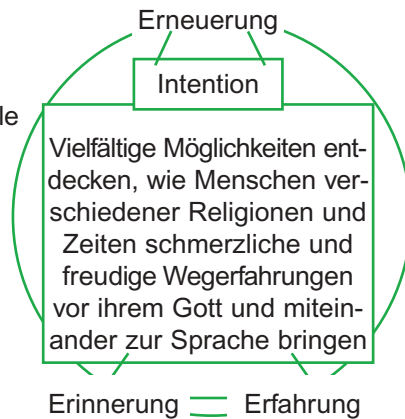 Erneuerung
Intention
le
Vielfältige Möglichkeiten ent-
decken, wie Menschen ver-
schiedener Religionen und
Zeiten schmerzliche und
freudige Wegerfahrungen
vor ihrem Gott und mitein-
ander zur Sprache bringen
Erinnerung Erfahrung